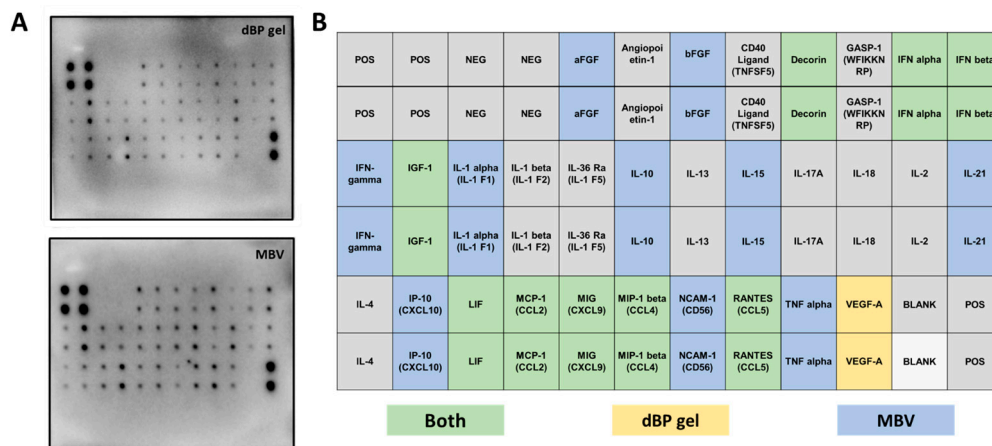 A
dBP gel
MBV
B
POS POS NEG NEG aFGF Angiopoi etin-1 bFGF CD40 Ligand (TNFSF5) Decorin GASP-1 (WFIKKN RP) IFN alpha IFN beta
POS POS NEG NEG aFGF Angiopoi etin-1 bFGF CD40 Ligand (TNFSF5) Decorin GASP-1 (WFIKKN RP) IFN alpha IFN beta
IFN-gamma IGF-1 IL-1 alpha (IL-1 F1) IL-1 beta (IL-1 F2) IL-36 Ra (IL-1 F5) IL-10 IL-13 IL-15 IL-17A IL-18 IL-2 IL-21
IFN-gamma IGF-1 IL-1 alpha (IL-1 F1) IL-1 beta (IL-1 F2) IL-36 Ra (IL-1 F5) IL-10 IL-13 IL-15 IL-17A IL-18 IL-2 IL-21
IL-4 IP-10 (CXCL10) LIF MCP-1 (CCL2) MIG (CXCL9) MIP-1 beta (CCL4) NCAM-1 (CD56) RANTES (CCL5) TNF alpha VEGF-A BLANK POS
IL-4 IP-10 (CXCL10) LIF MCP-1 (CCL2) MIG (CXCL9) MIP-1 beta (CCL4) NCAM-1 (CD56) RANTES (CCL5) TNF alpha VEGF-A BLANK POS
Both dBP gel MBV